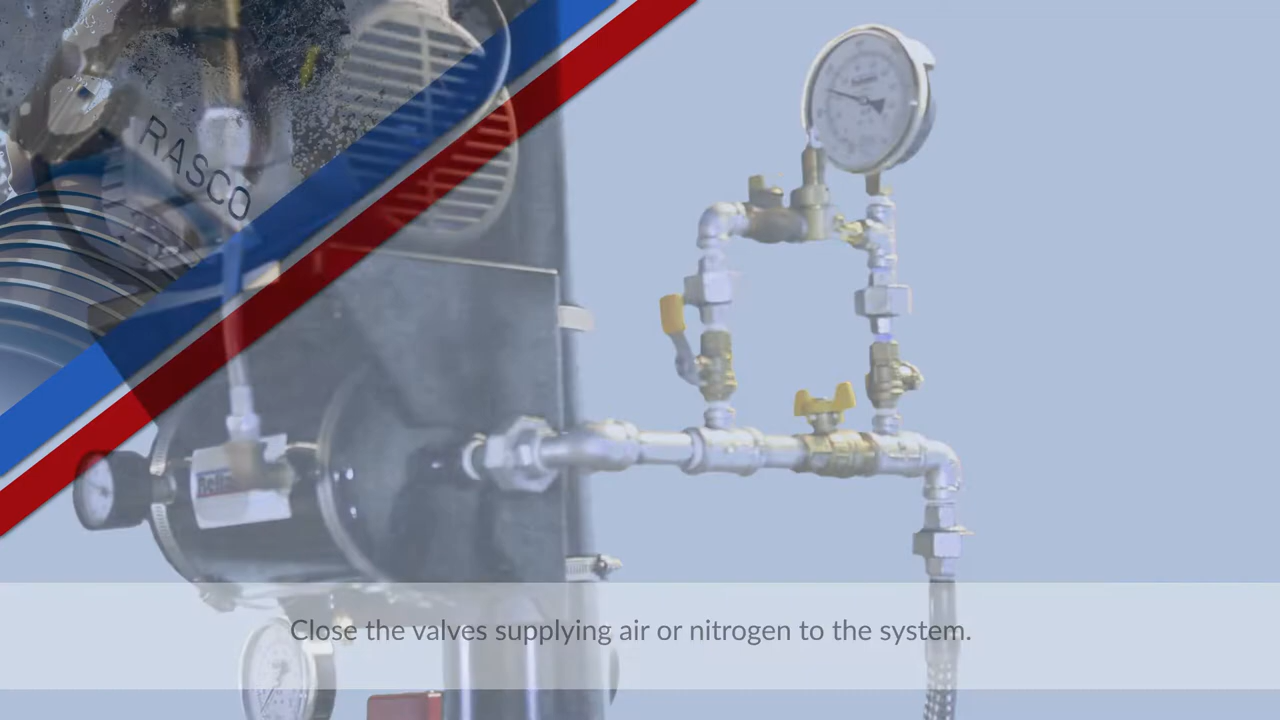 RASCO
Close the valves supplying air or nitrogen to the system.